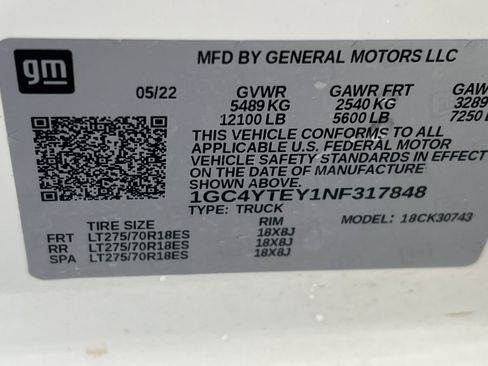 gm
MFD BY GENERAL MOTORS LLC
05/22 GVWR GAWR FRT GAW
5489 KG 2540 KG 3289
12100 LB 5600 LB 7250 L
THIS VEHICLE CONFORMS TO ALL
APPLICABLE U.S. FEDERAL MOTOR
VEHICLE SAFETY STANDARDS IN EFFECT
ON THE DATE OF MANUFACTURE
SHOWN ABOVE.
1GC4YTEY1NF317848
TYPE: TRUCK MODEL: 18CK30743
TIRE SIZE RIM
FRT LT275/70R18ES 18X8J
RR LT275/70R18ES 18X8J
SPA LT275/70R18ES 18X8J